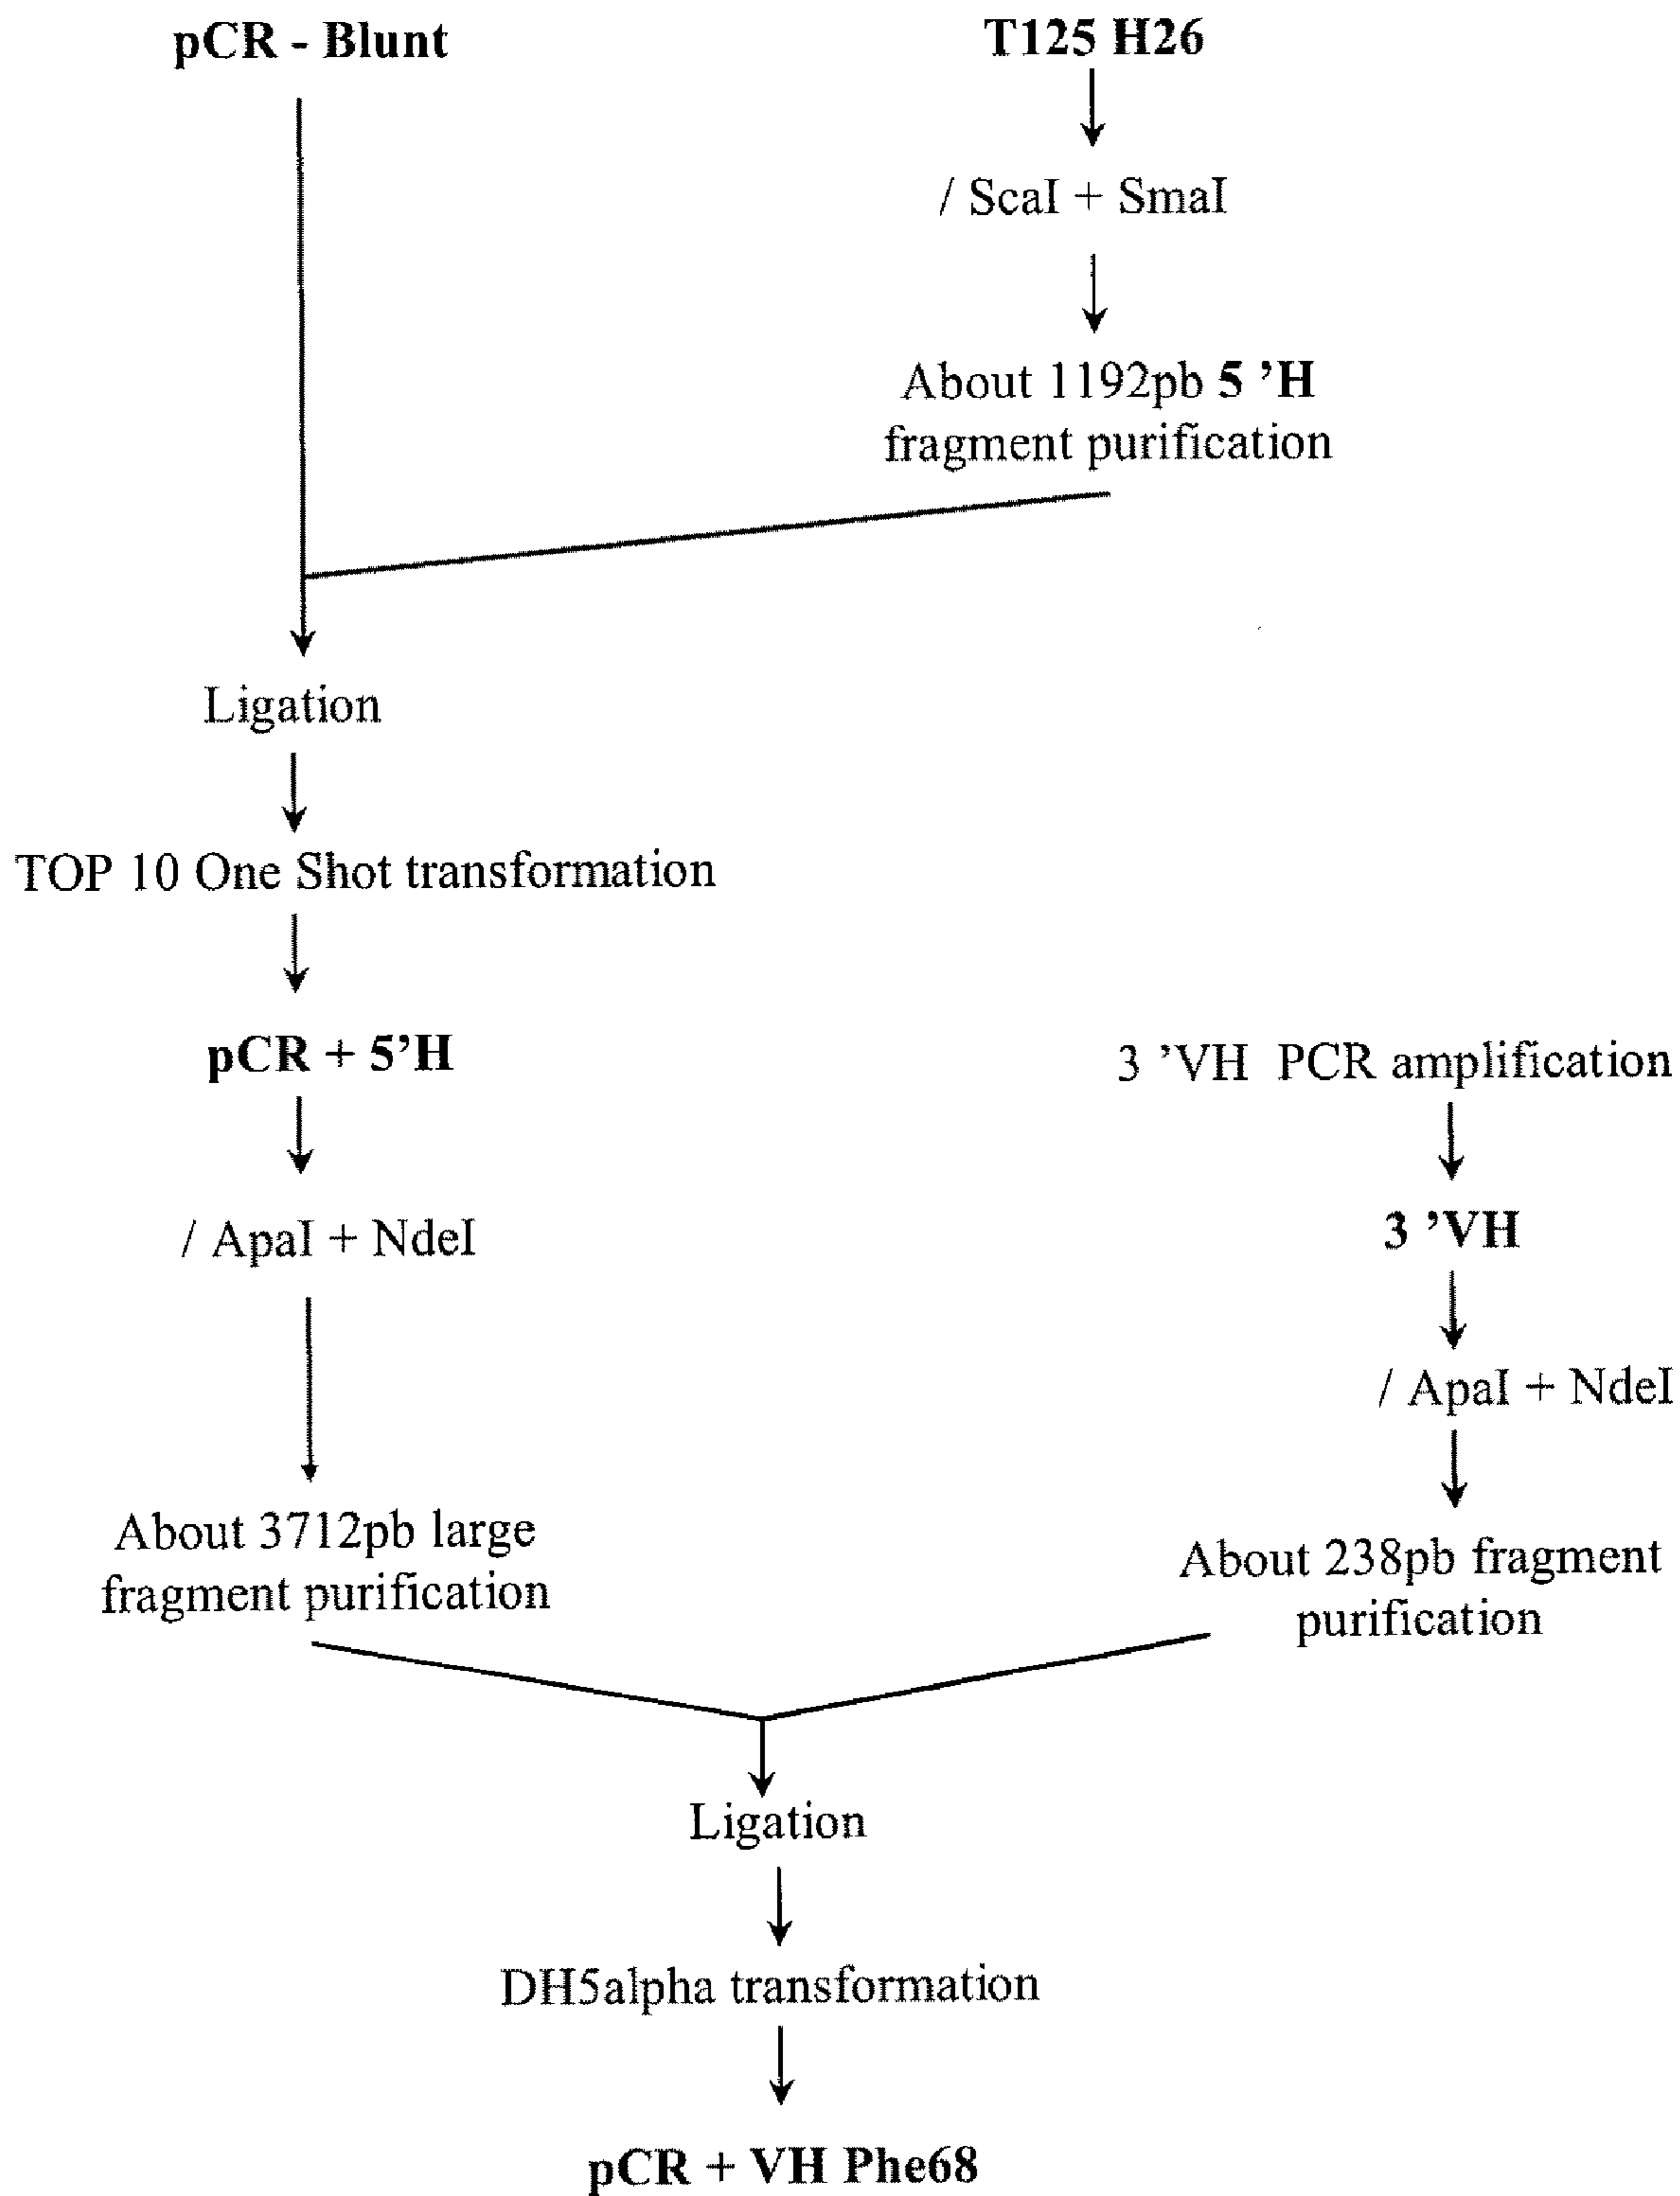 pCR - Blunt
T125 H26
/ ScaI + SmaI
About 1192pb 5 ’H
fragment purification
Ligation
TOP 10 One Shot transformation
pCR + 5’H
3 ’VH PCR amplification
/ ApaI + NdeI
3 ’VH
/ ApaI + NdeI
About 3712pb large
fragment purification
About 238pb fragment
purification
Ligation
DH5alpha transformation
pCR + VH Phe68